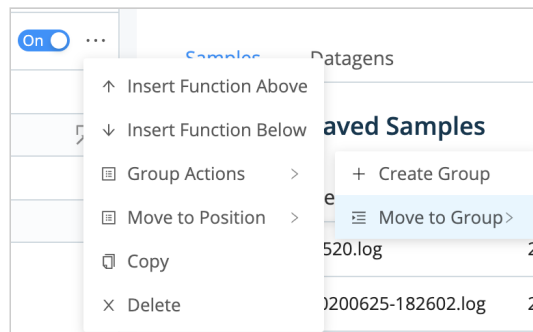 On ...
Samples Datagens
Insert Function Above
Insert Function Below
aved Samples
Group Actions >
+ Create Group
Move to Position >
Move to Group >
520.log
Copy
0200625-182602.log
Delete